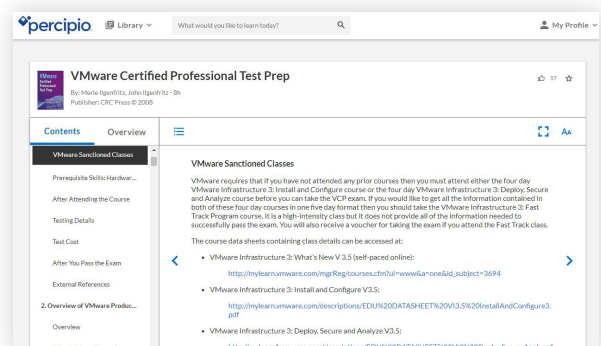 percipio.
Library
What would you like to learn today?
My Profile
VMware Certified Professional Test Prep
By: Merle Ilgenfritz, John Ilgenfritz - 8h
Publisher: CRC Press © 2008
57
Contents
Overview
AA
VMware Sanctioned Classes
Prerequisite Skills: Hardwar...
After Attending the Course
Testing Details
Test Cost
After You Pass the Exam
External References
2. Overview of VMware Produc...
Overview
VMware Sanctioned Classes
VMware requires that if you have not attended any prior courses then you must attend either the four day
VMware Infrastructure 3: Install and Configure course or the four day VMware Infrastructure 3: Deploy, Secure
and Analyze course before you can take the VCP exam. If you would like to get all the information contained in
both of these four day courses in one five day format then you should take the VMware Infrastructure 3: Fast
Track Program course. It is a high-intensity class but it does not provide all of the information needed to
successfully pass the exam. You will also receive a voucher for taking the exam if you attend the Fast Track class.
The course data sheets containing class details can be accessed at:
• VMware Infrastructure 3: What's New V 3.5 (self-paced online):
http://mylearn.vmware.com/mgrReg/courses.cfm?ui=www&a=one&id_subject=3694
• VMware Infrastructure 3: Install and Configure V3.5:
http://mylearn.vmware.com/descriptions/EDU%20DATASHEET%20VI3.5%20InstallAndConfigure3.
pdf
• VMware Infrastructure 3: Deploy, Secure and Analyze V3.5: